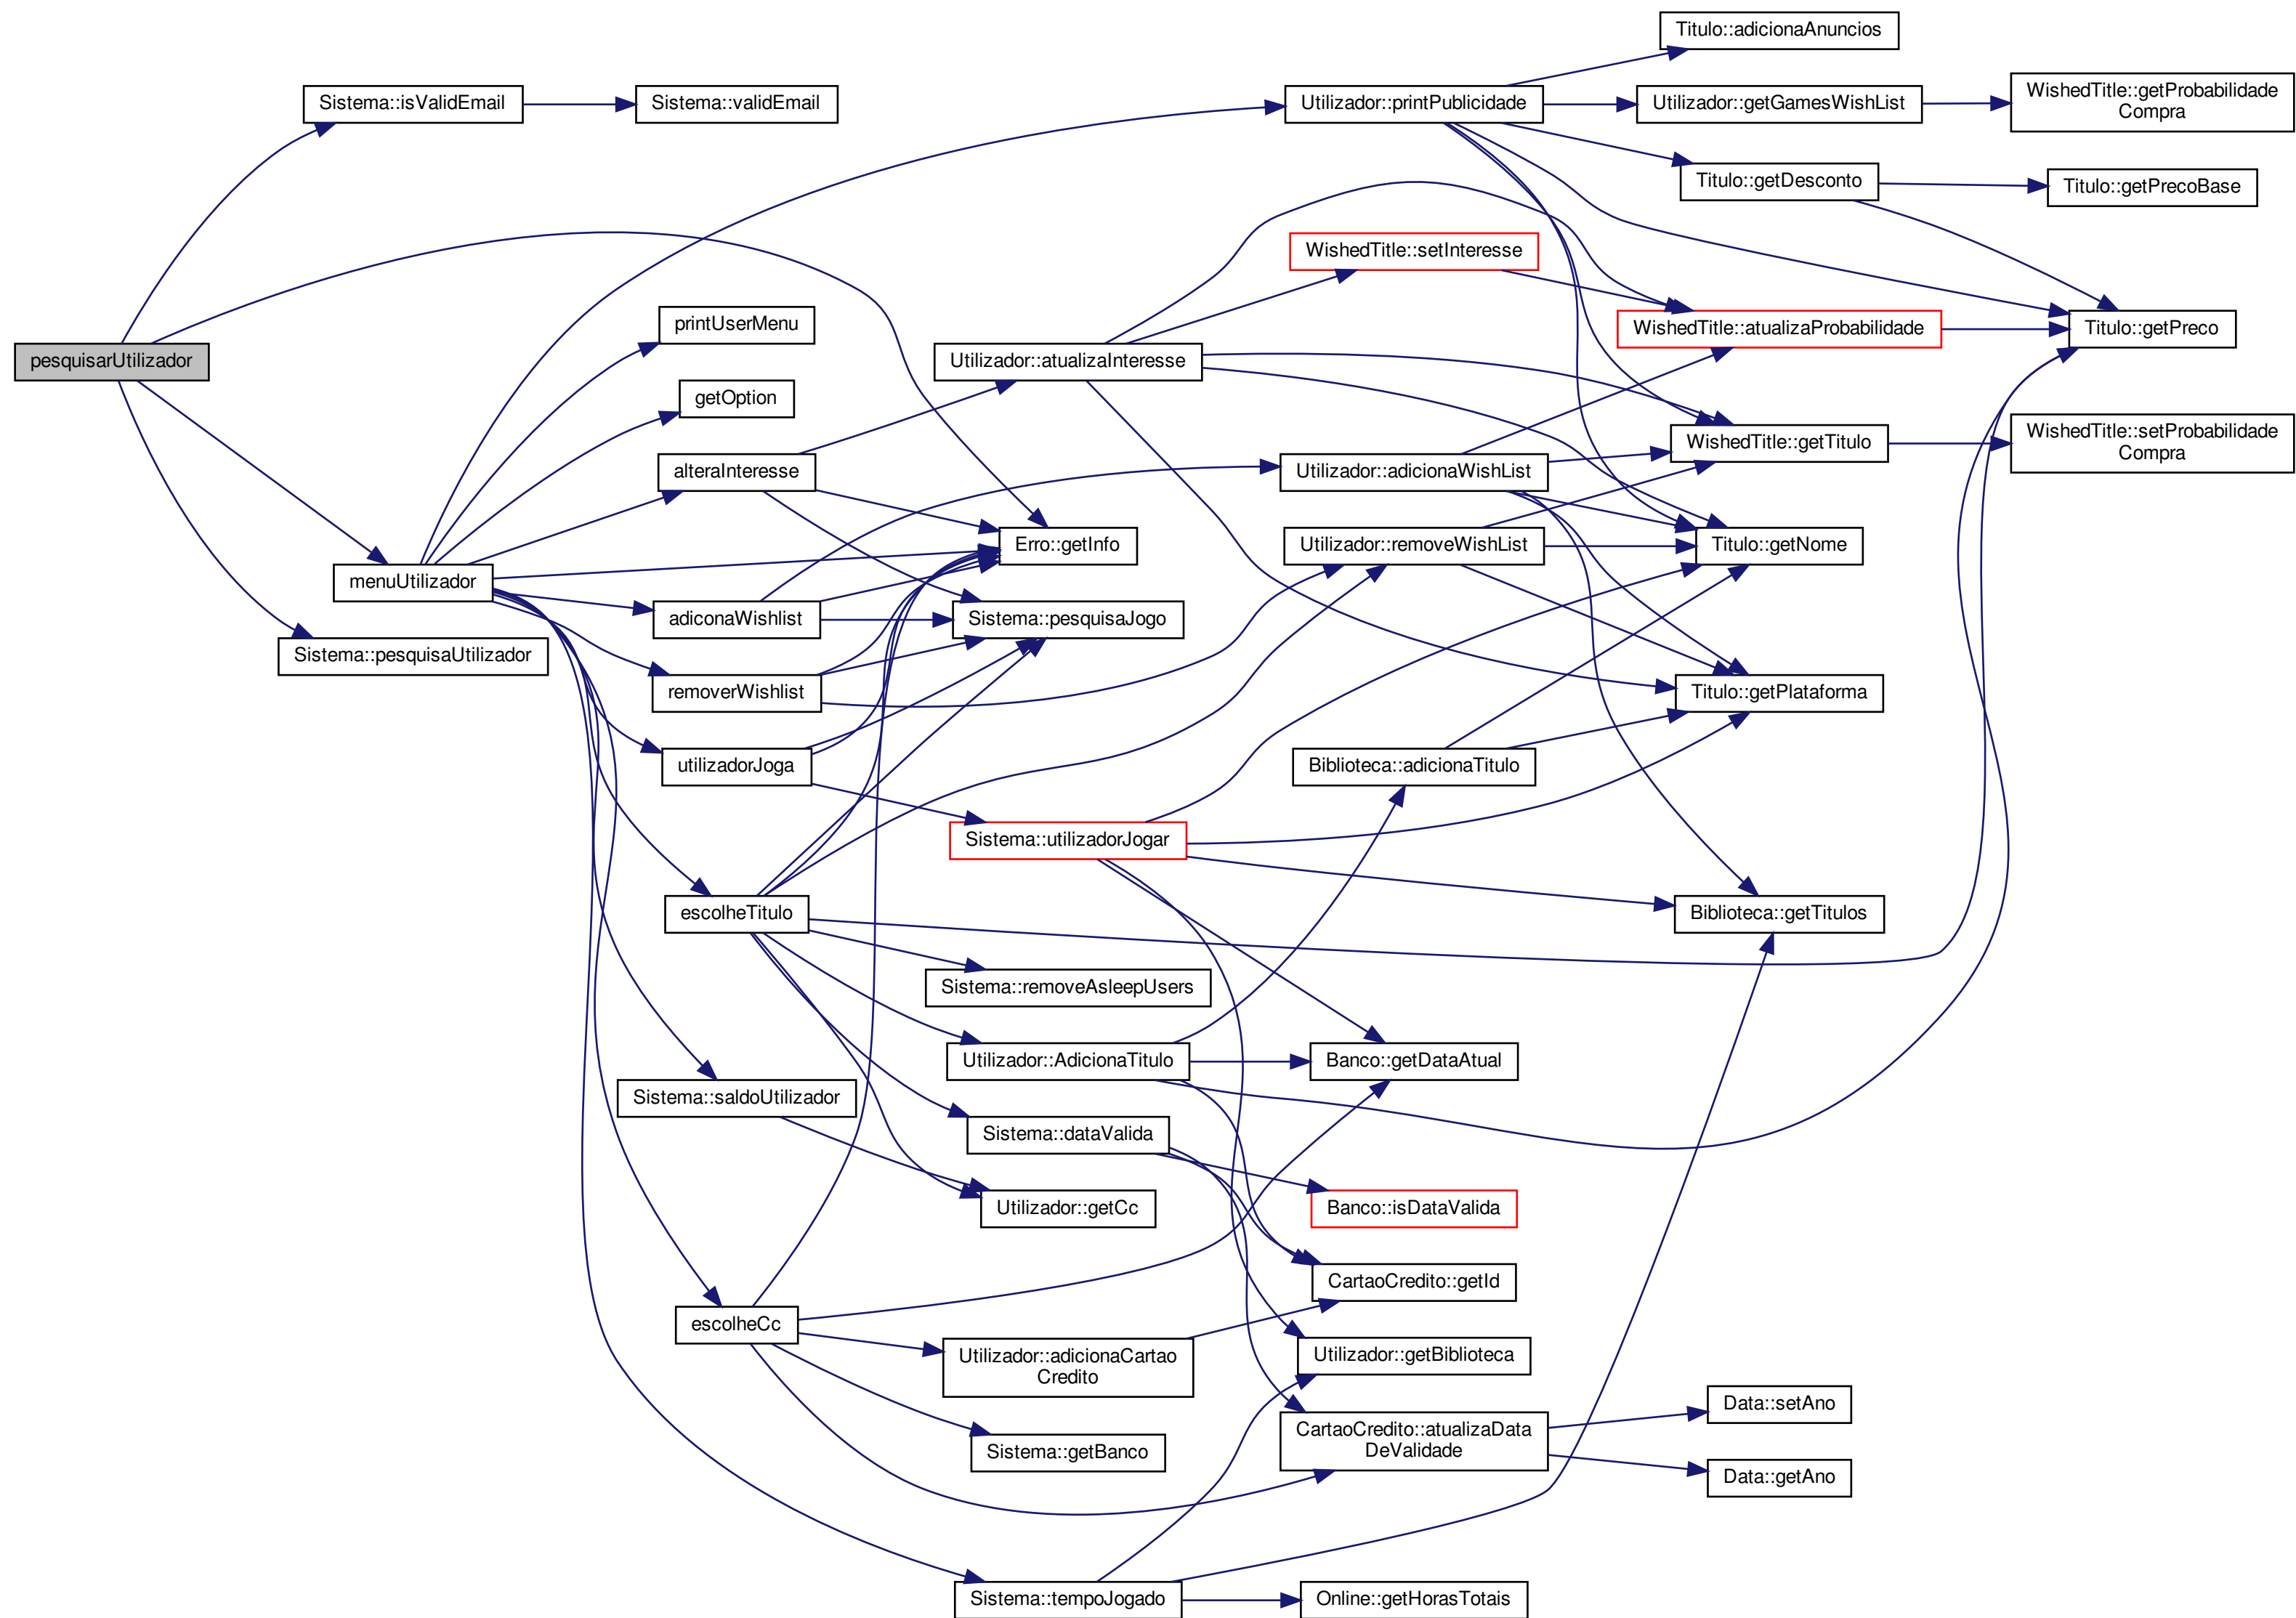 pesquisarUtilizador
Sistema::isValidEmail
Sistema::validEmail
menuUtilizador
Sistema::pesquisaUtilizador
printUserMenu
getOption
alteraInteresse
adiconaWishlist
removerWishlist
utilizadorJoga
escolheTitulo
Sistema::saldoUtilizador
escolheCc
Utilizador::atualizaInteresse
Erro::getInfo
Sistema::pesquisaJogo
Sistema::utilizadorJogar
Sistema::removeAsleepUsers
Utilizador::AdicionaTitulo
Sistema::dataValida
Utilizador::getCc
Utilizador::adicionaCartao
Credito
Sistema::getBanco
Sistema::tempoJogado
Utilizador::printPublicidade
WishedTitle::setInteresse
Utilizador::adicionaWishList
Utilizador::removeWishList
Biblioteca::adicionaTitulo
Banco::getDataAtual
Banco::isDataValida
CartaoCredito::getId
Utilizador::getBiblioteca
CartaoCredito::atualizaData
DeValidade
Online::getHorasTotais
Titulo::adicionaAnuncios
Utilizador::getGamesWishList
Titulo::getDesconto
WishedTitle::atualizaProbabilidade
WishedTitle::getTitulo
Titulo::getNome
Titulo::getPlataforma
Biblioteca::getTitulos
Data::setAno
Data::getAno
WishedTitle::getProbabilidade
Compra
Titulo::getPrecoBase
Titulo::getPreco
WishedTitle::setProbabilidade
Compra